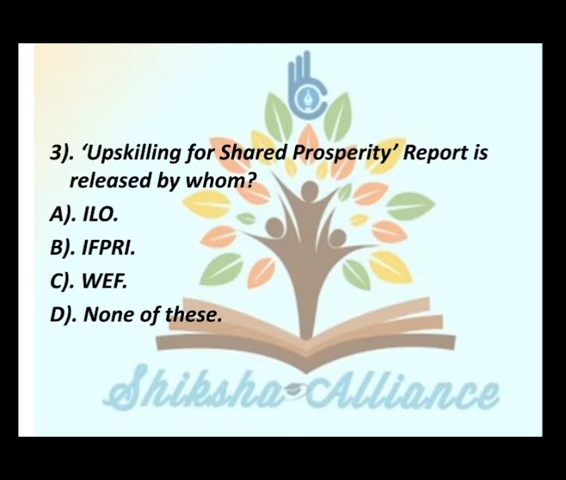 3). ‘Upskilling for Shared Prosperity’ Report is
released by whom?
A). ILO.
B). IFPRI.
C). WEF.
D). None of these.
Shiksha Alliance